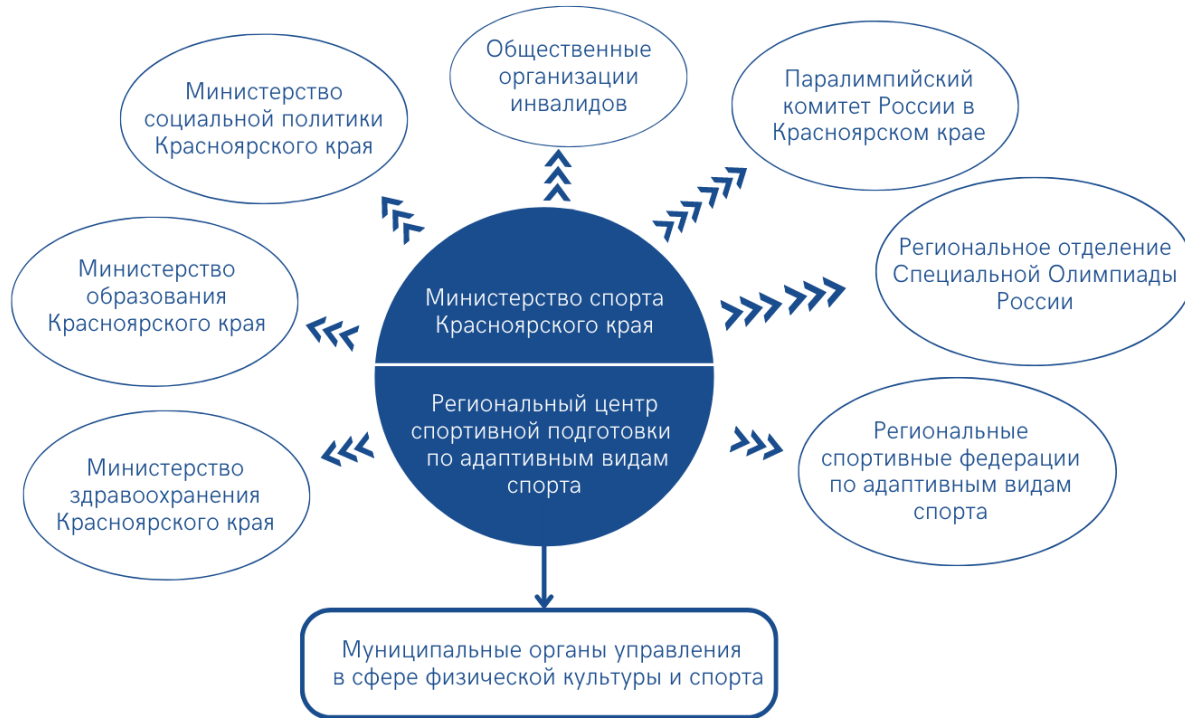 Общественные
организации
инвалидов
Паралимпийский
комитет России в
Красноярском крае
Министерство
социальной политики
Красноярского края
Региональное отделение
Специальной Олимпиады
России
Министерство
образования
Красноярского края
Министерство спорта
Красноярского края
Региональный центр
спортивной подготовки
по адаптивным видам
спорта
Региональные
спортивные федерации
по адаптивным видам
спорта
Министерство
здравоохранения
Красноярского края
Муниципальные органы управления
в сфере физической культуры и спорта